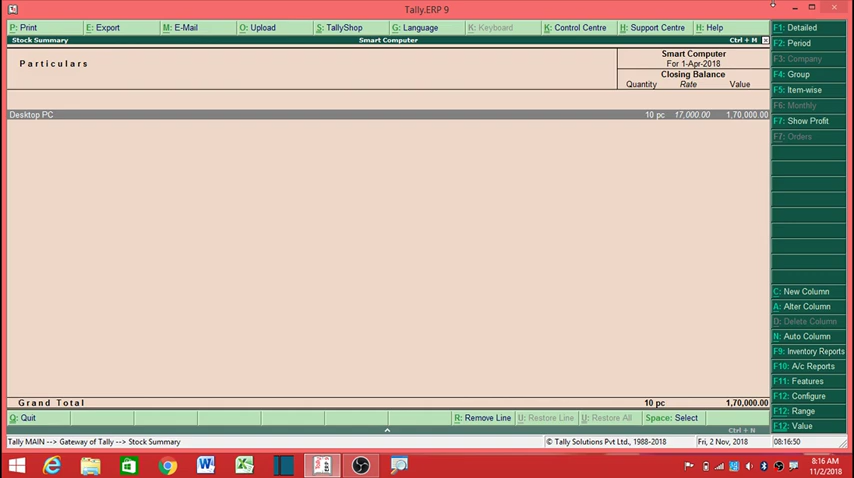 Tally.ERP 9
P: Print E: Export M: E-Mail O: Upload S: TallyShop G: Language K: Keyboard K: Control Centre H: Support Centre H: Help
Stock Summary Smart Computer Ctrl + M
Particulars
Smart Computer
For 1-Apr-2018
Closing Balance
Quantity Rate Value
Desktop PC 10 pc 17,000.00 1,70,000.00
Grand Total 10 pc 1,70,000.00
F1: Detailed
F2: Period
F3: Company
F4: Group
F5: Item-wise
F6: Monthly
F7: Show Profit
F7: Orders
C: New Column
A: Alter Column
D: Delete Column
N: Auto Column
F9: Inventory Reports
F10: A/c Reports
F11: Features
F12: Configure
F12: Range
F12: Value
Q: Quit R: Remove Line U: Restore Line U: Restore All Space: Select
Ctrl + N
Tally MAIN --> Gateway of Tally --> Stock Summary © Tally Solutions Pvt Ltd., 1988-2018 Fri, 2 Nov, 2018 08:16:50
8:16 AM
11/2/2018